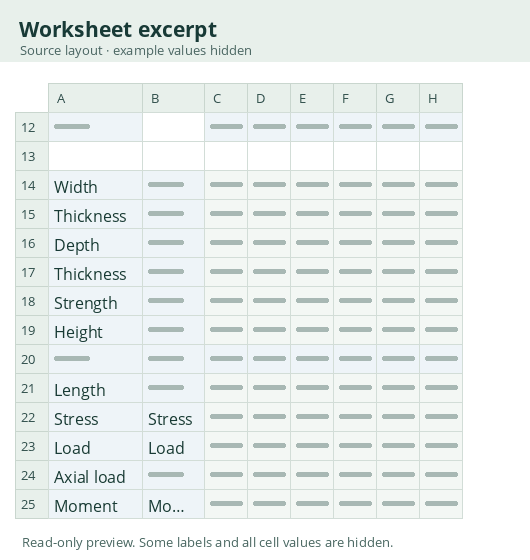 Worksheet excerpt
Source layout · example values hidden
A B C D E F G H
12
13
14 Width
15 Thickness
16 Depth
17 Thickness
18 Strength
19 Height
20
21 Length
22 Stress Stress
23 Load Load
24 Axial load
25 Moment Mo...
Read-only preview. Some labels and all cell values are hidden.